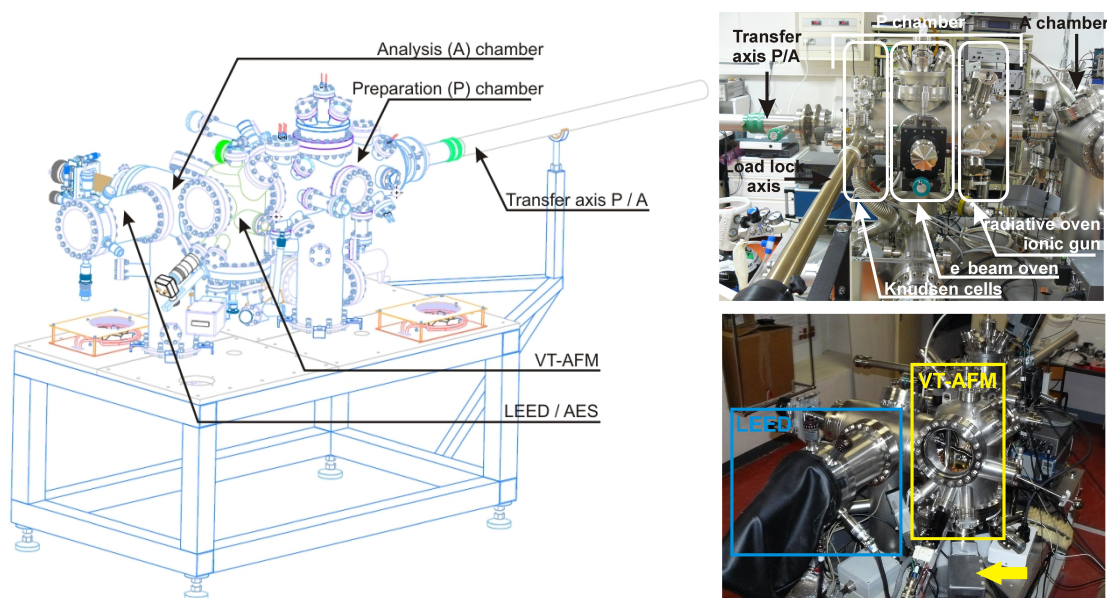 Analysis (A) chamber
Preparation (P) chamber
Transfer axis P / A
VT-AFM
LEED / AES
P chamber
A chamber
Transfer
axis P/A
Load lock
axis
radiative oven
ionic gun
e⁻beam oven
Knudsen cells
VT-AFM
LEED